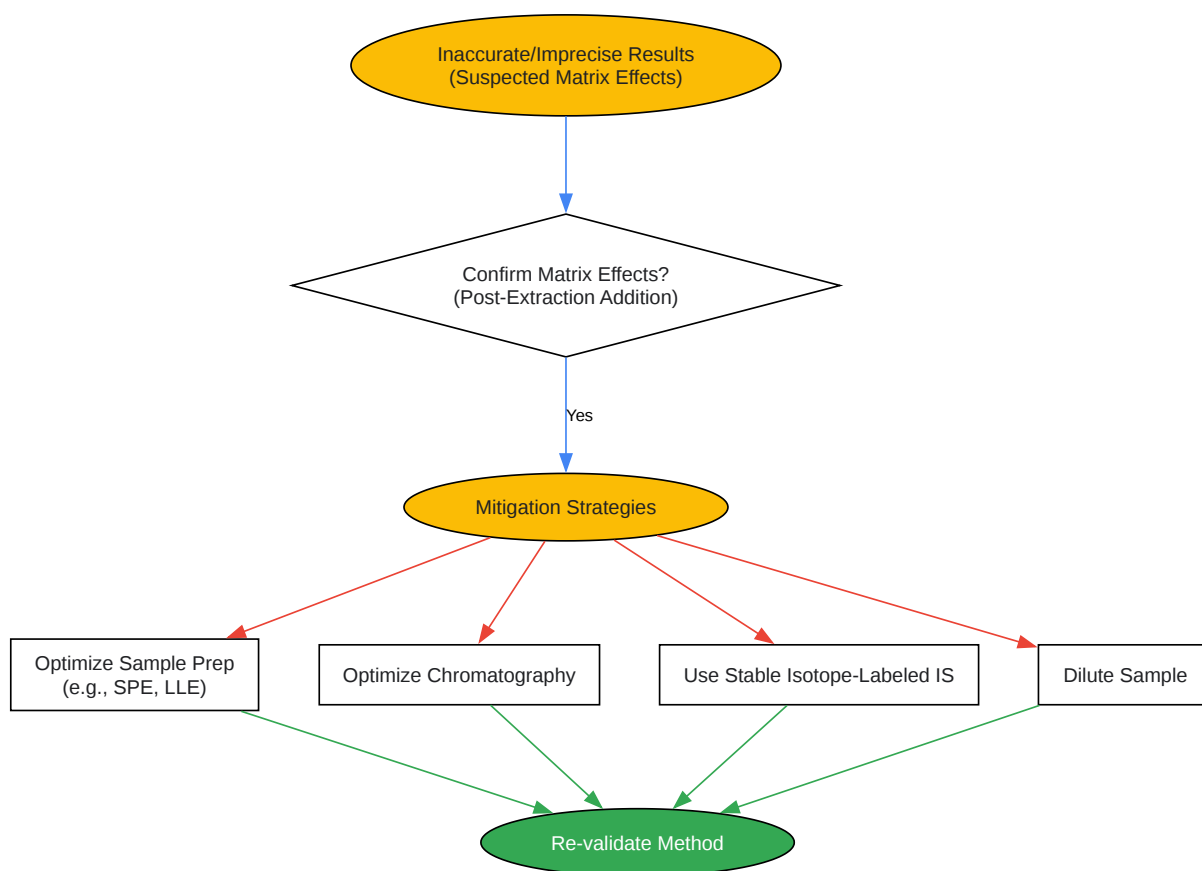 Inaccurate/Imprecise Results
(Suspected Matrix Effects)
Confirm Matrix Effects?
(Post-Extraction Addition)
Yes
Mitigation Strategies
Optimize Sample Prep
(e.g., SPE, LLE)
Optimize Chromatography
Use Stable Isotope-Labeled IS
Dilute Sample
Re-validate Method